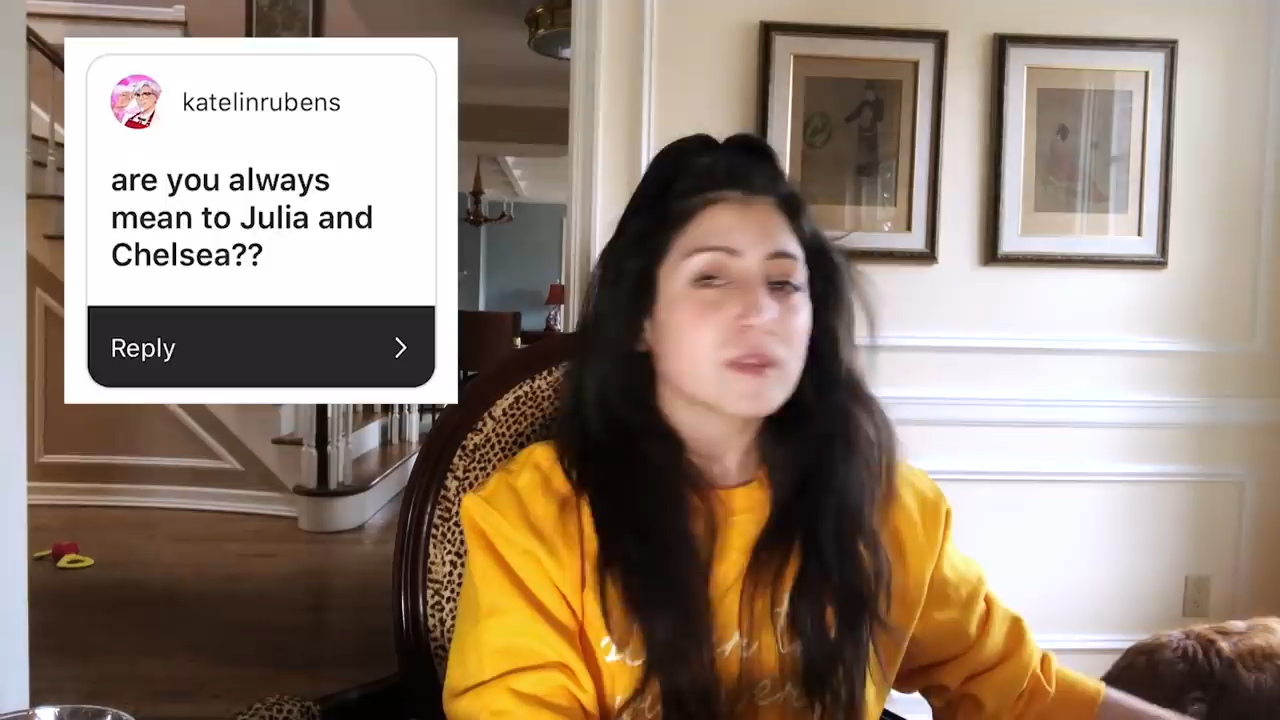 katelinrubens
are you always
mean to Julia and
Chelsea??
Reply